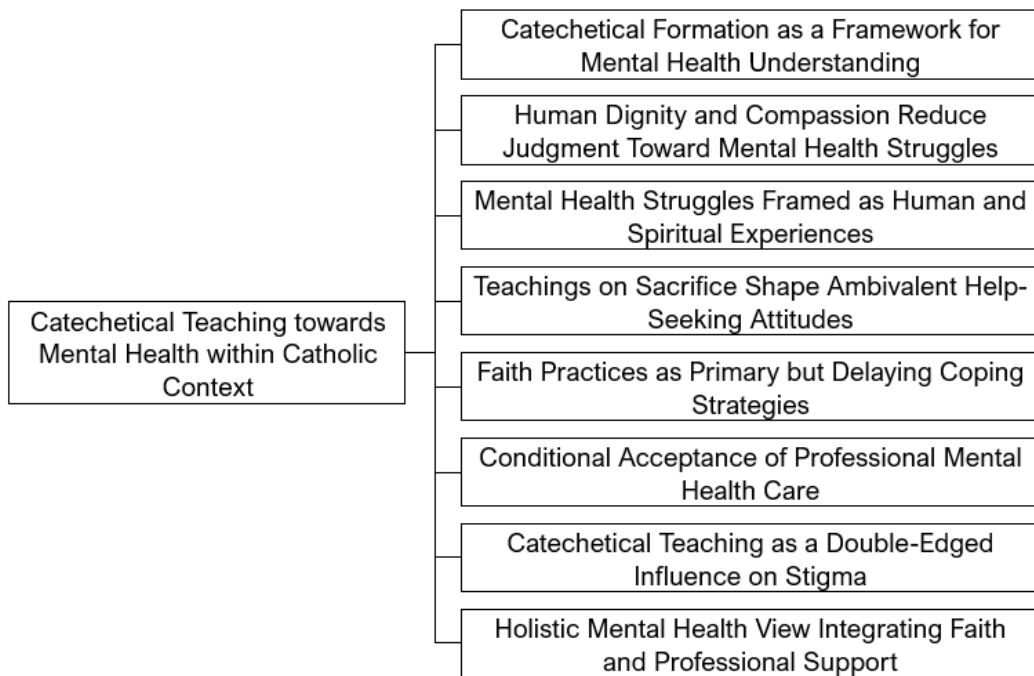 Catechetical Formation as a Framework for
Mental Health Understanding
Human Dignity and Compassion Reduce
Judgment Toward Mental Health Struggles
Mental Health Struggles Framed as Human and
Spiritual Experiences
Teachings on Sacrifice Shape Ambivalent Help-
Seeking Attitudes
Catechetical Teaching towards
Mental Health within Catholic
Context
Faith Practices as Primary but Delaying Coping
Strategies
Conditional Acceptance of Professional Mental
Health Care
Catechetical Teaching as a Double-Edged
Influence on Stigma
Holistic Mental Health View Integrating Faith
and Professional Support